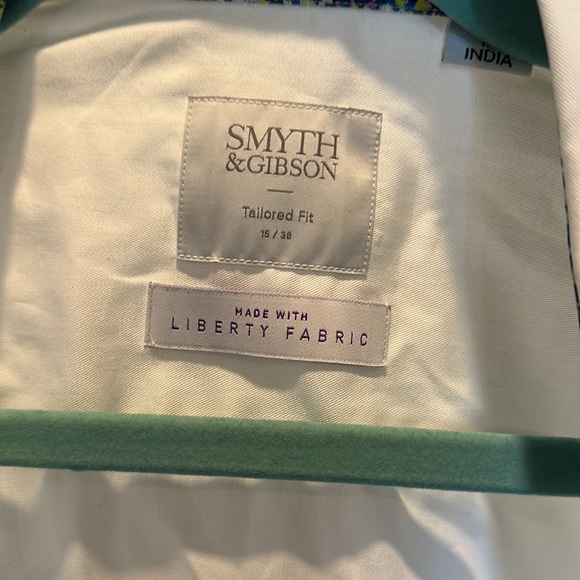 INDIA
SMYTH
&GIBSON
Tailored Fit
15 / 38
MADE WITH
LIBERTY FABRIC